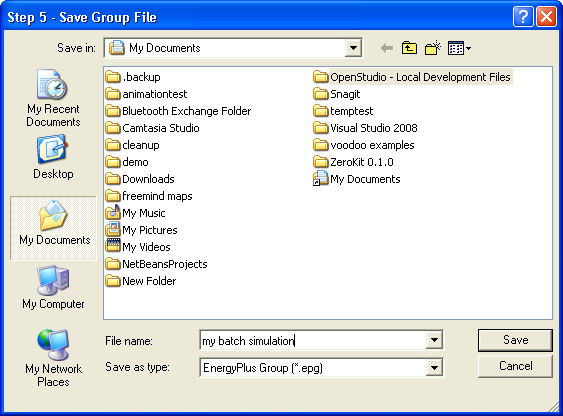 Step 5 - Save Group File
Save in:
My Documents
My Recent
Documents
Desktop
My Documents
My Computer
My Network
Places
.backup
animationtest
Bluetooth Exchange Folder
Camtasia Studio
cleanup
demo
Downloads
freemind maps
My Music
My Pictures
My Videos
NetBeansProjects
New Folder
OpenStudio - Local Development Files
Snagit
temptest
Visual Studio 2008
voodoo examples
ZeroKit 0.1.0
My Documents
File name:
my batch simulation
Save
Save as type:
EnergyPlus Group (*.epg)
Cancel